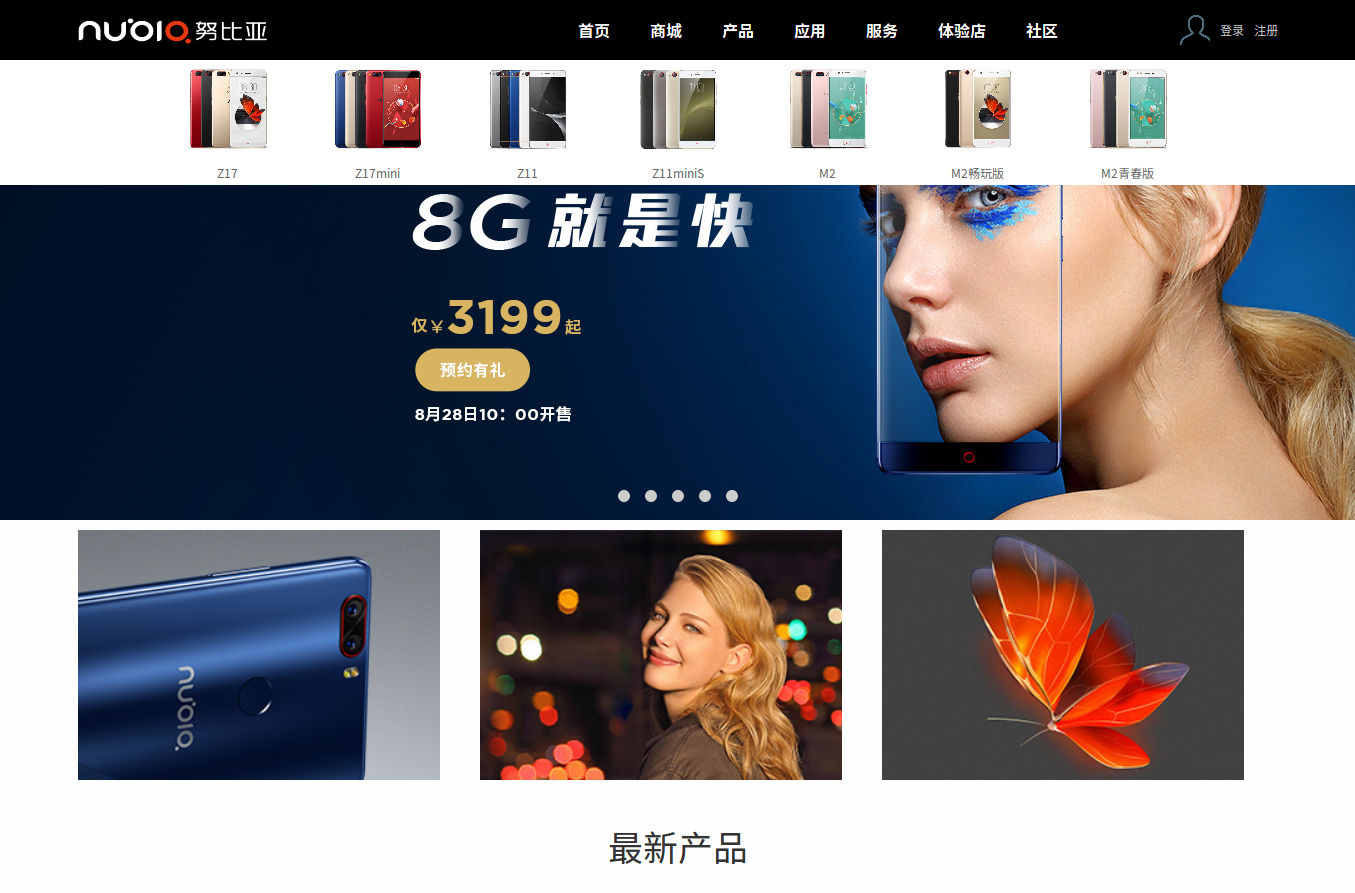 nubia 努比亚
首页 商城 产品 应用 服务 体验店 社区 登录 注册
Z17 Z17mini Z11 Z11miniS M2 M2畅玩版 M2青春版
8G 就是快
仅¥3199起
预约有礼
8月28日10：00开售
nubia
最新产品